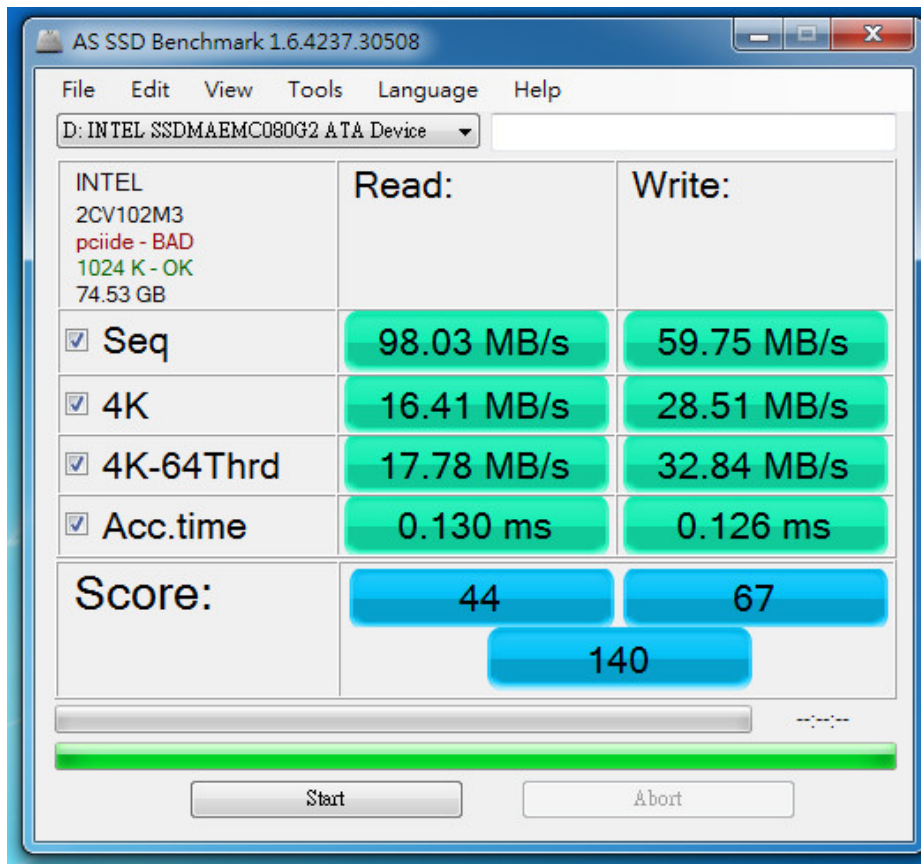 AS SSD Benchmark 1.6.4237.30508
File Edit View Tools Language Help
D: INTEL SSDMAEMC080G2 ATA Device
INTEL
2CV102M3
pciide - BAD
1024 K - OK
74.53 GB
Read: Write:
Seq 98.03 MB/s 59.75 MB/s
4K 16.41 MB/s 28.51 MB/s
4K-64Thrd 17.78 MB/s 32.84 MB/s
Acc.time 0.130 ms 0.126 ms
Score: 44 67
140
--:--:--
Start Abort